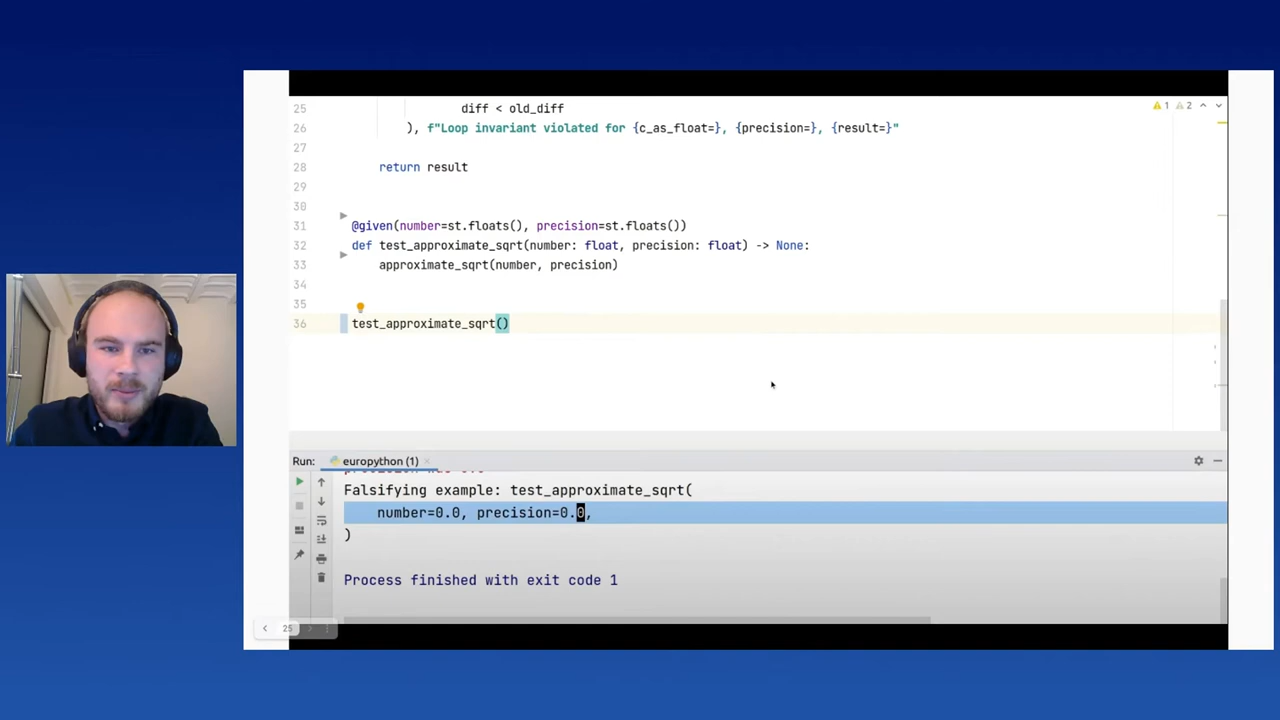 25 diff < old_diff
26 ), f"Loop invariant violated for {c_as_float=}, {precision=}, {result=}"
27
28 return result
29
30
31 @given(number=st.floats(), precision=st.floats())
32 def test_approximate_sqrt(number: float, precision: float) -> None:
33 approximate_sqrt(number, precision)
34
35
36 test_approximate_sqrt()
1 2
Run: europython (1)
Falsifying example: test_approximate_sqrt(
number=0.0, precision=0.0,
)
Process finished with exit code 1
25